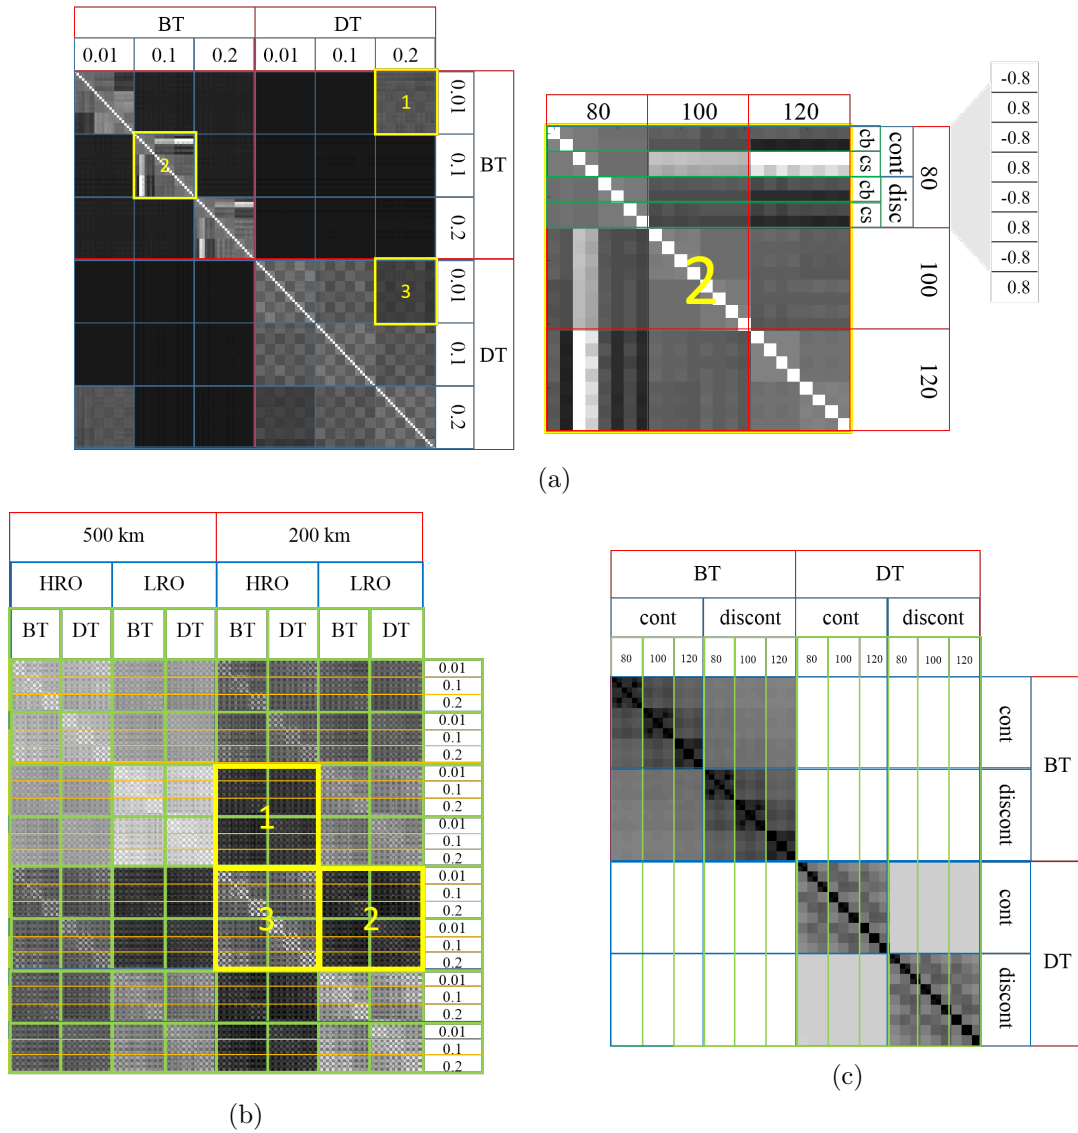 BT DT
0.01 0.1 0.2 0.01 0.1 0.2
1
0.01
2
0.1
BT
0.2
3
0.01
0.1
DT
0.2
80 100 120
cb cont 80
cs
cb disc
cs
2
100
120
-0.8
0.8
-0.8
0.8
-0.8
0.8
-0.8
0.8
(a)
500 km 200 km
HRO LRO HRO LRO
BT DT BT DT BT DT BT DT
0.01
0.1
0.2
0.01
0.1
0.2
1
0.01
0.1
0.2
0.01
0.1
0.2
3 2
0.01
0.1
0.2
0.01
0.1
0.2
0.01
0.1
0.2
0.01
0.1
0.2
(b)
BT DT
cont discont cont discont
80 100 120 80 100 120 80 100 120 80 100 120
cont
BT
discont
cont
DT
discont
(c)